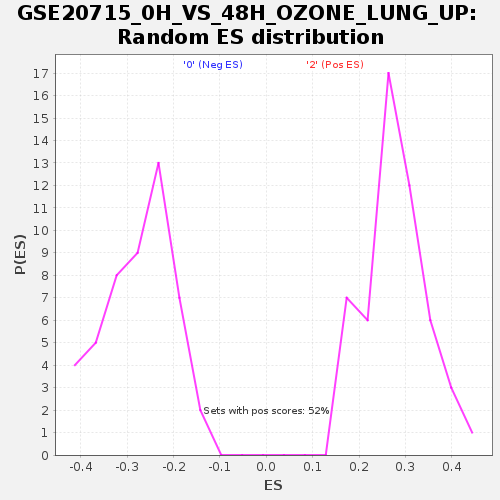 GSE20715_0H_VS_48H_OZONE_LUNG_UP:
Random ES distribution
'0' (Neg ES)
'2' (Pos ES)
17
16
15
14
13
12
11
10
9
8
7
6
5
4
3
2
1
0
P(ES)
Sets with pos scores: 52%
-0.4 -0.3 -0.2 -0.1 0.0 0.1 0.2 0.3 0.4
ES